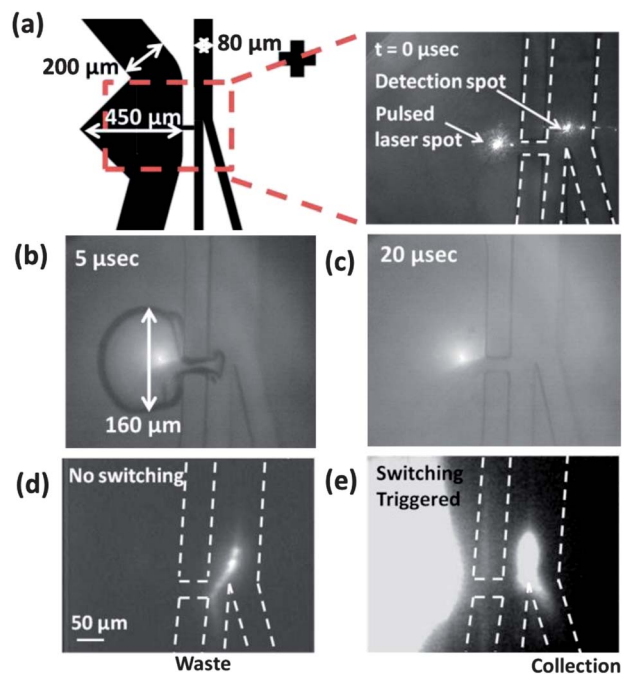 (a)
80 µm
200 µm
450 µm
t = 0 µsec
Detection spot
Pulsed
laser spot
(b)
5 µsec
160 µm
(c)
20 µsec
(d)
No switching
50 µm
Waste
(e)
Switching
Triggered
Collection